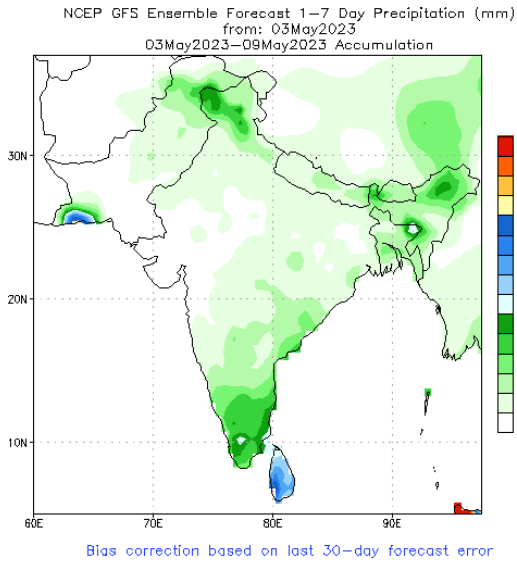 NCEP GFS Ensemble Forecast 1-7 Day Precipitation (mm)
from: 03May2023
03May2023-09May2023 Accumulation
30N
20N
10N
60E 70E 80E 90E
Bias correction based on last 30-day forecast error